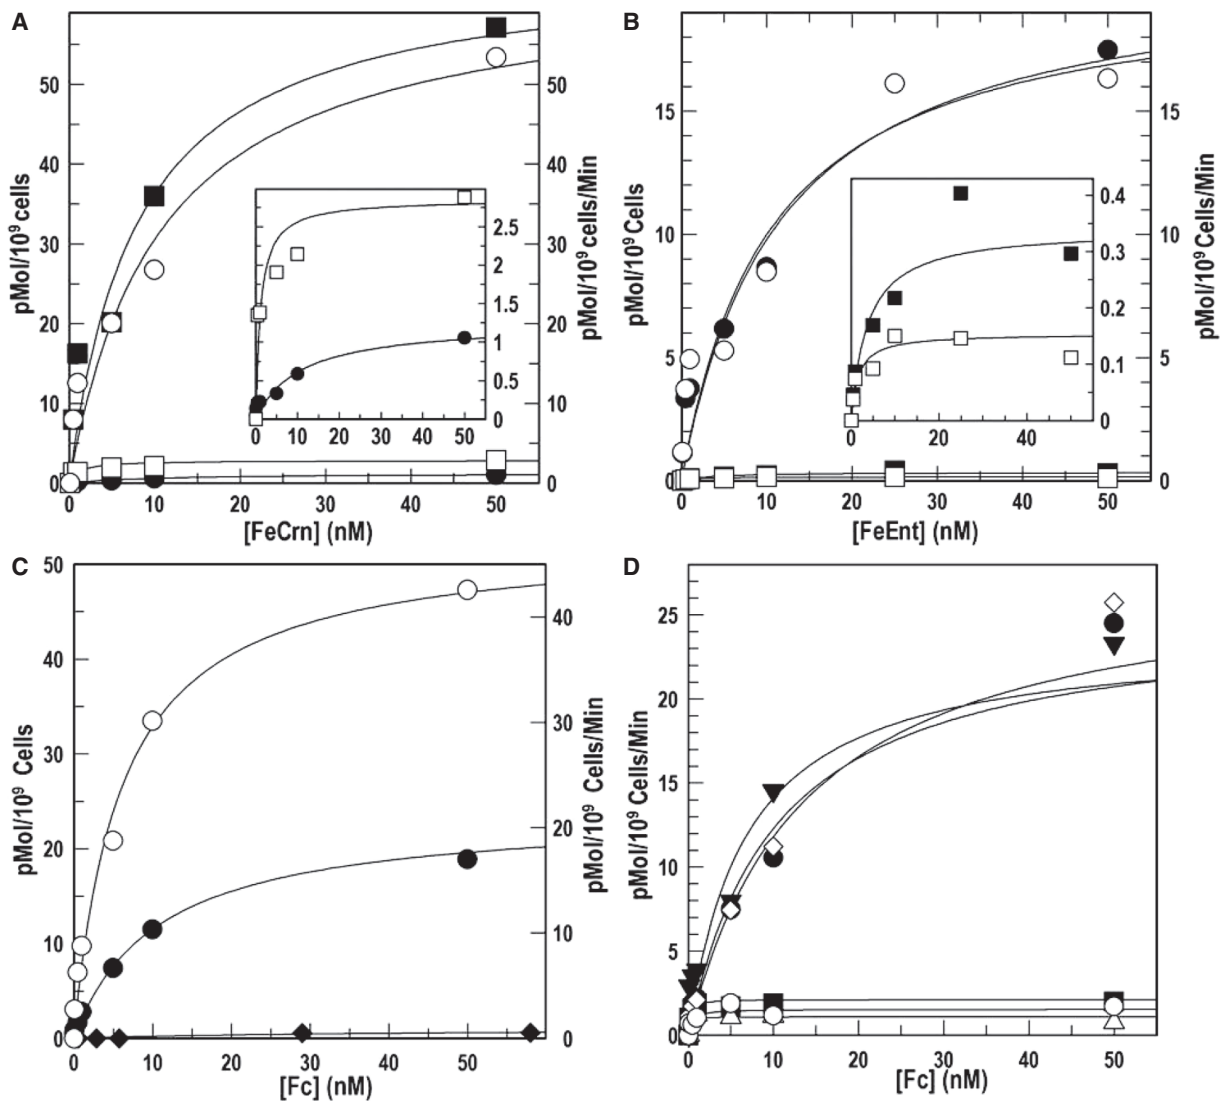 A
50
40
30
20
10
0
pMol/10⁹ cells
50
40
30
20
10
0
pMol/10⁹ cells/Min
2.5
2
1.5
1
0.5
0
0 10 20 30 40 50
0 10 20 30 40 50
[FeCrn] (nM)
B
15
10
5
0
pMol/10⁹ Cells
15
10
5
0
pMol/10⁹ Cells/Min
0.4
0.3
0.2
0.1
0
0 20 40
0 10 20 30 40 50
[FeEnt] (nM)
C
50
40
30
20
10
0
pMol/10⁹ Cells
40
30
20
10
0
pMol/10⁹ Cells/Min
0 10 20 30 40 50
[Fc] (nM)
D
25
20
15
10
5
0
pMol/10⁹ Cells/Min
0 10 20 30 40 50
[Fc] (nM)